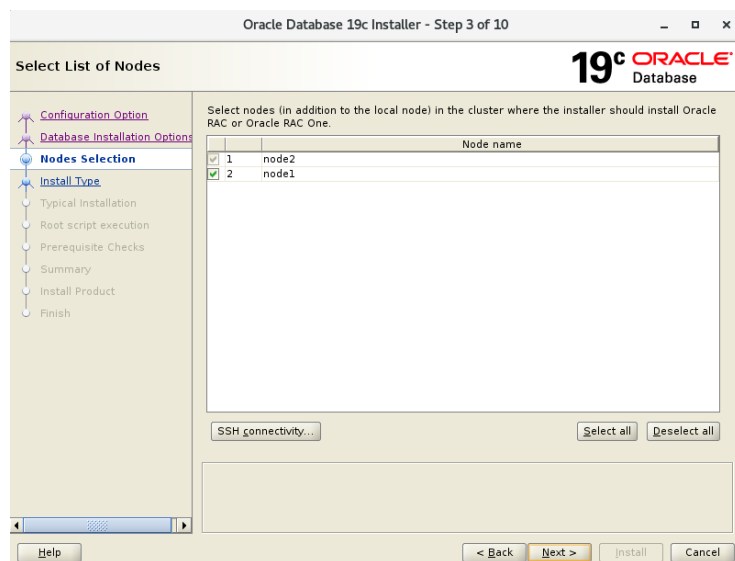 Oracle Database 19c Installer - Step 3 of 10
Select List of Nodes
19c ORACLE
Database
Configuration Option
Database Installation Options
Nodes Selection
Install Type
Typical Installation
Root script execution
Prerequisite Checks
Summary
Install Product
Finish
Select nodes (in addition to the local node) in the cluster where the installer should install Oracle
RAC or Oracle RAC One.
Node name
1 node2
2 node1
SSH connectivity...
Select all
Deselect all
Help
< Back
Next >
Install
Cancel